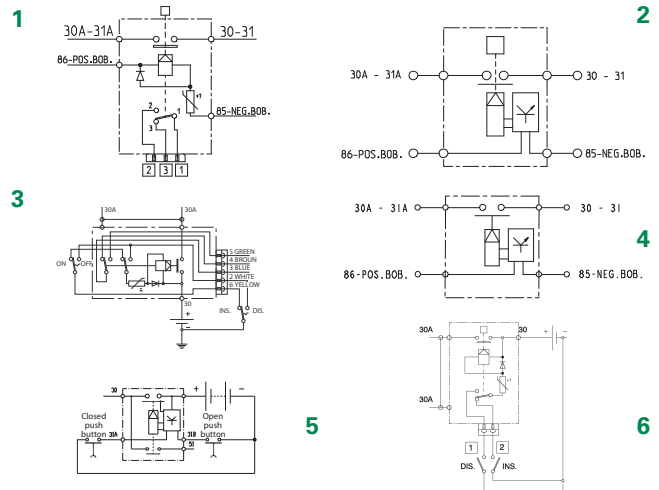 1
30A-31A
30-31
86-POS.BOB.
+T
2
1
3
85-NEG.BOB.
2 3 1
2
30A - 31A
30 - 31
86-POS.BOB.
85-NEG.BOB.
3
30A
30A
ON
OFF
5 GREEN
4 BROUN
3 BLUE
2 WHITE
6 YELLOW
30
INS.
DIS.
+
−
4
30A - 31A
30 - 31
86-POS.BOB.
85-NEG.BOB.
5
30
+
−
Closed
push
button
31A
31B
50
Open
push
button
6
30A
30
+
−
+T
30A
1
2
DIS.
INS.